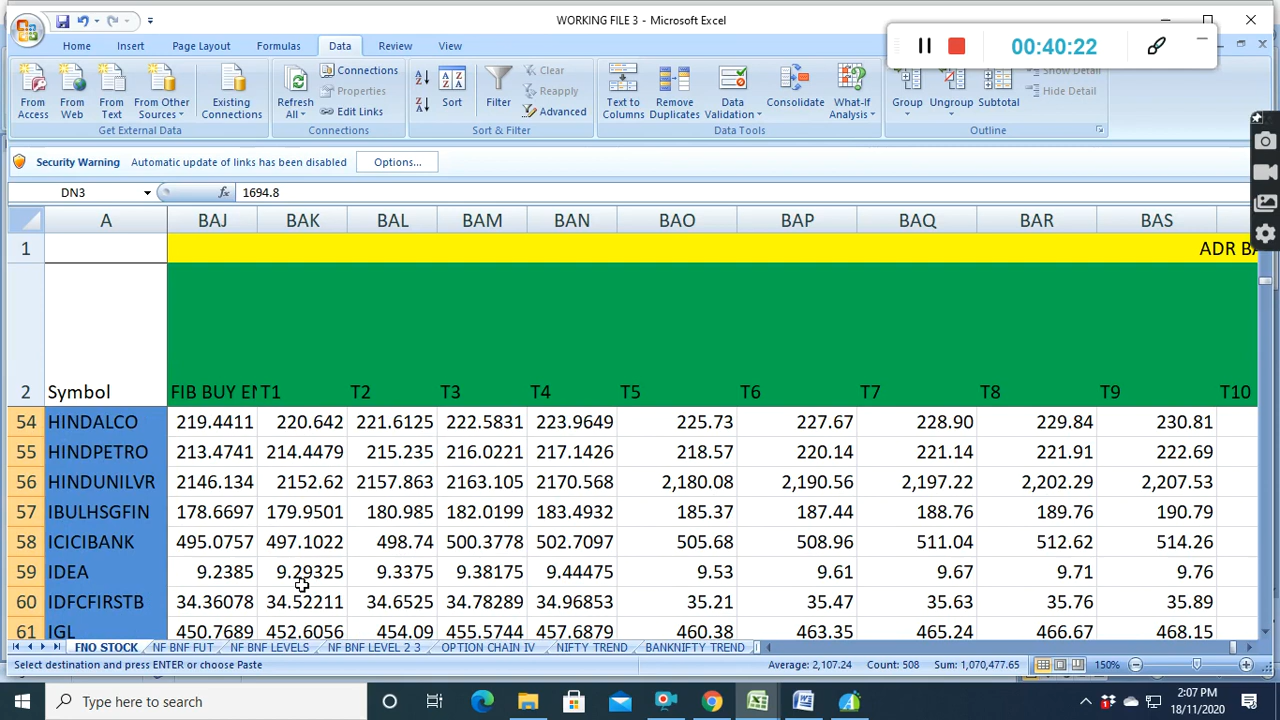 WORKING FILE 3 - Microsoft Excel
00:40:22
Home Insert Page Layout Formulas Data Review View
From Access
From Web
From Text
From Other Sources
Existing Connections
Refresh All
Connections
Properties
Edit Links
Sort
Filter
Clear
Reapply
Advanced
Text to Columns
Remove Duplicates
Data Validation
Consolidate
What-If Analysis
Group
Ungroup
Subtotal
Show Detail
Hide Detail
Get External Data Connections Sort & Filter Data Tools Outline
Security Warning Automatic update of links has been disabled Options...
DN3 fx 1694.8
A BAJ BAK BAL BAM BAN BAO BAP BAQ BAR BAS
1 ADR
2 Symbol FIB BUY T1 T2 T3 T4 T5 T6 T7 T8 T9 T10
54 HINDALCO 219.4411 220.642 221.6125 222.5831 223.9649 225.73 227.67 228.90 229.84 230.81
55 HINDPETRO 213.4741 214.4479 215.235 216.0221 217.1426 218.57 220.14 221.14 221.91 222.69
56 HINDUNILVR 2146.134 2152.62 2157.863 2163.105 2170.568 2,180.08 2,190.56 2,197.22 2,202.29 2,207.53
57 IBULHSGFIN 178.6697 179.9501 180.985 182.0199 183.4932 185.37 187.44 188.76 189.76 190.79
58 ICICIBANK 495.0757 497.1022 498.74 500.3778 502.7097 505.68 508.96 511.04 512.62 514.26
59 IDEA 9.2385 9.29325 9.3375 9.38175 9.44475 9.53 9.61 9.67 9.71 9.76
60 IDFCFIRSTB 34.36078 34.52211 34.6525 34.78289 34.96853 35.21 35.47 35.63 35.76 35.89
61 IGL 450.7689 452.6056 454.09 455.5744 457.6879 460.38 463.35 465.24 466.67 468.15
FNO STOCK NF BNF FUT NF BNF LEVELS NF BNF LEVEL 2 3 OPTION CHAIN IV NIFTY TREND BANKNIFTY TREND
Select destination and press ENTER or choose Paste Average: 2,107.24 Count: 508 Sum: 1,070,477.65 150%
Type here to search
2:07 PM
18/11/2020